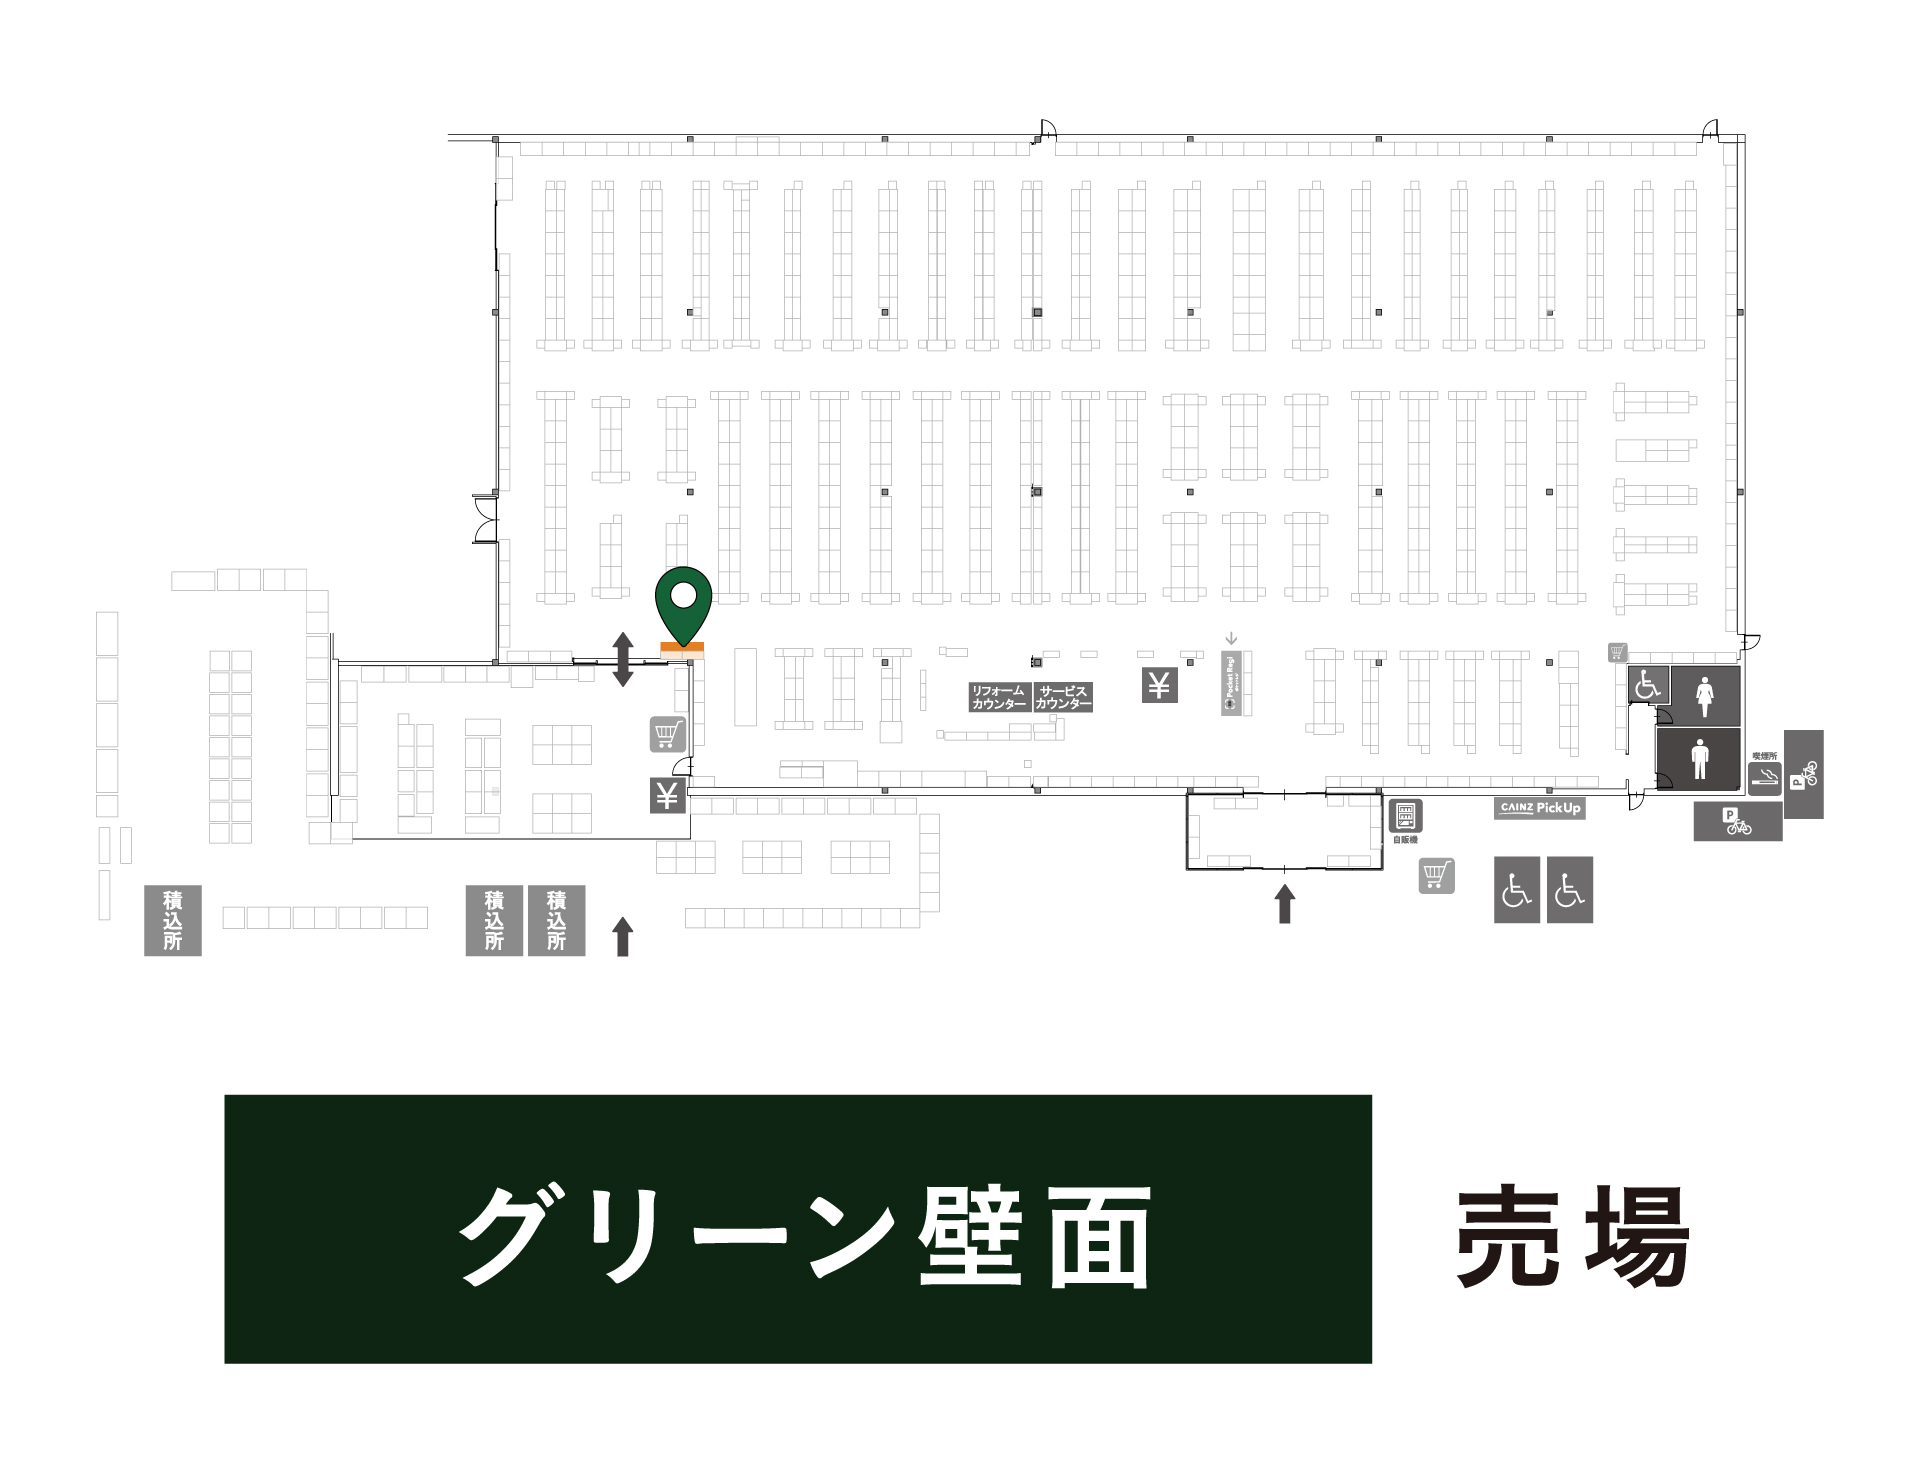 リフォーム
カウンター
サービス
カウンター
¥
Pocket Regi
¥
喫煙所
P
P
CAINZ PickUp
自販機
積込所
積込所
積込所
グリーン壁面 売場